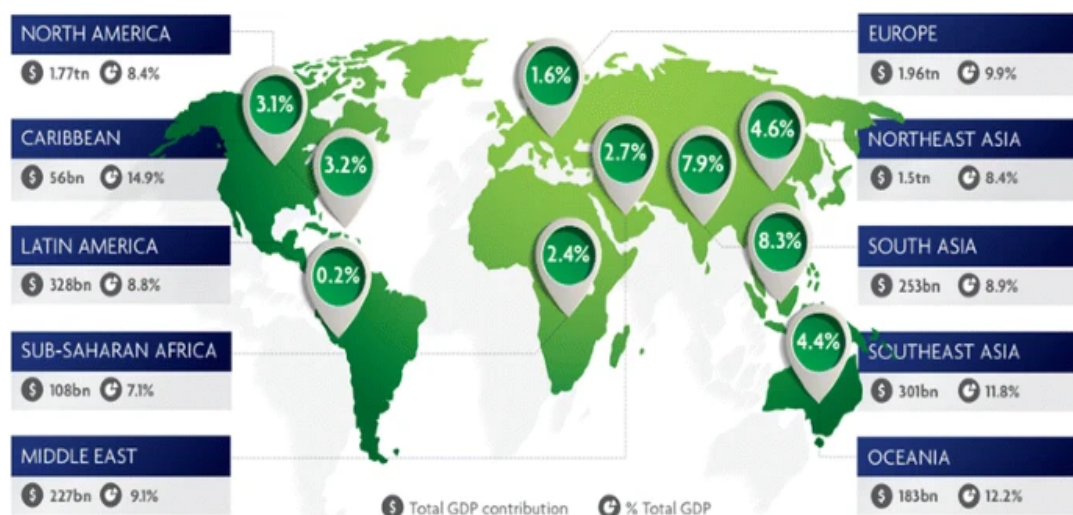 NORTH AMERICA
1.77tn 8.4%
CARIBBEAN
56bn 14.9%
LATIN AMERICA
328bn 8.8%
SUB-SAHARAN AFRICA
108bn 7.1%
MIDDLE EAST
227bn 9.1%
3.1%
3.2%
0.2%
1.6%
2.7%
7.9%
4.6%
2.4%
8.3%
4.4%
EUROPE
$ 1.96tn 9.9%
NORTHEAST ASIA
$ 1.5tn 8.4%
SOUTH ASIA
$ 253bn 8.9%
SOUTHEAST ASIA
$ 301bn 11.8%
OCEANIA
$ 183bn 12.2%
$ Total GDP contribution % Total GDP